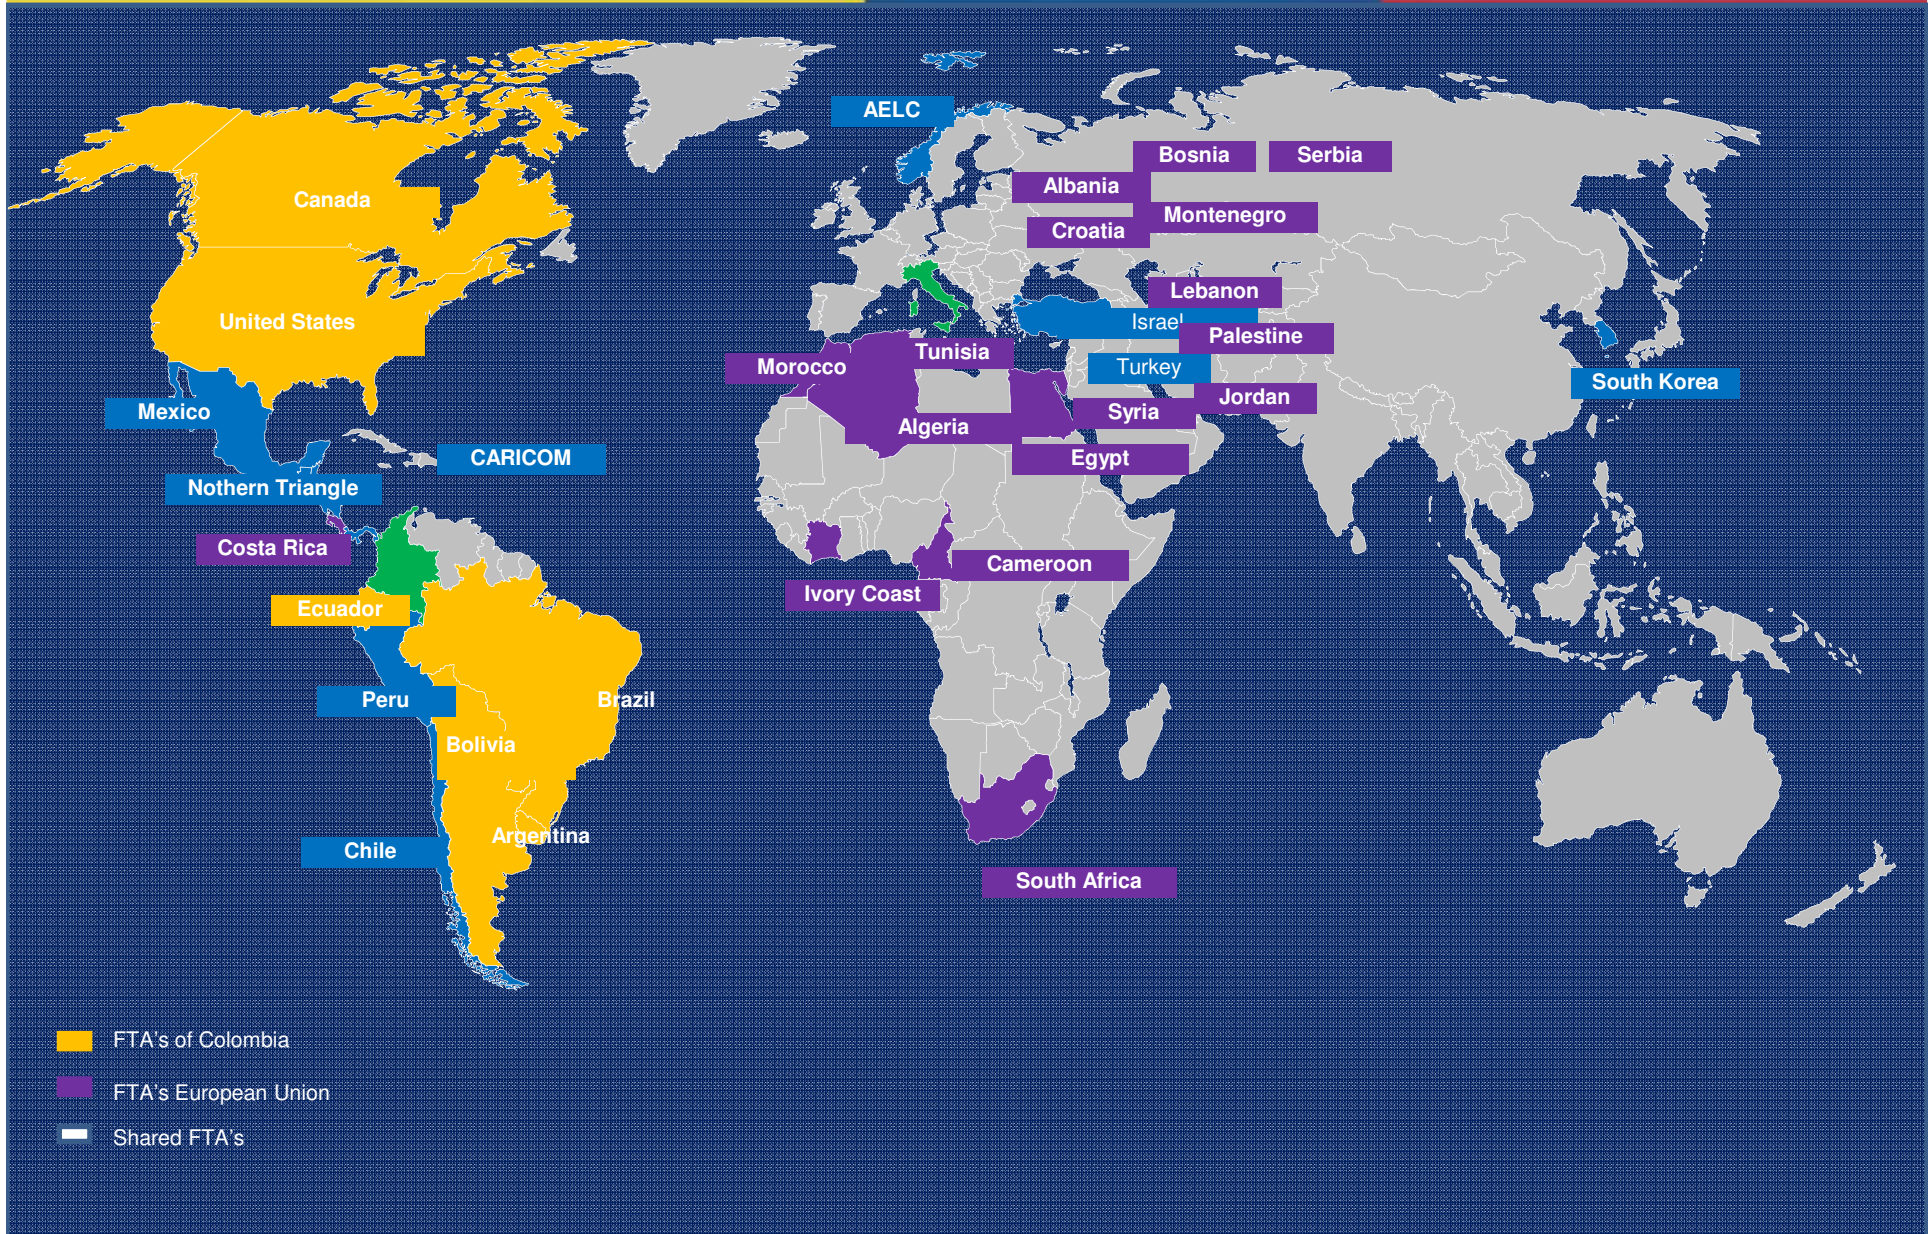 AELC
Bosnia
Serbia
Albania
Canada
Montenegro
Croatia
Lebanon
United States
Israel
Palestine
Tunisia
Morocco
Turkey
South Korea
Jordan
Mexico
Syria
Algeria
CARICOM
Egypt
Nothern Triangle
Costa Rica
Cameroon
Ivory Coast
Ecuador
Peru
Brazil
Bolivia
Argentina
Chile
South Africa
FTA's of Colombia
FTA's European Union
Shared FTA's